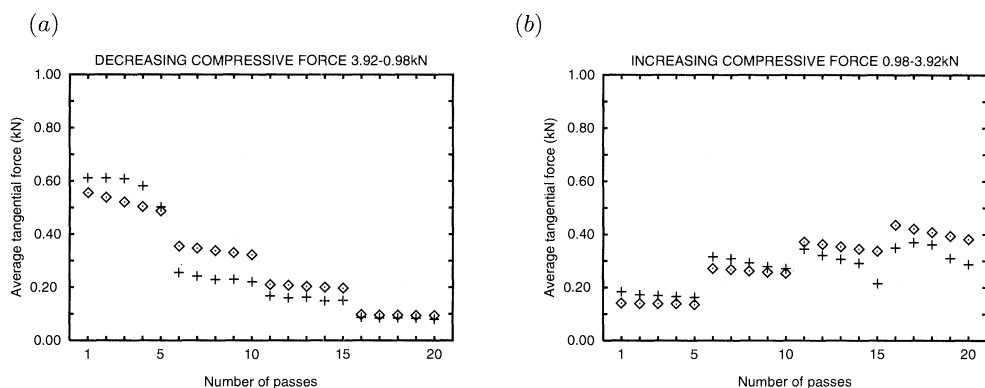 (a)
DECREASING COMPRESSIVE FORCE 3.92-0.98kN
1.00
0.80
0.60
0.40
0.20
0.00
Average tangential force (kN)
1 5 10 15 20
Number of passes
(b)
INCREASING COMPRESSIVE FORCE 0.98-3.92kN
1.00
0.80
0.60
0.40
0.20
0.00
Average tangential force (kN)
1 5 10 15 20
Number of passes